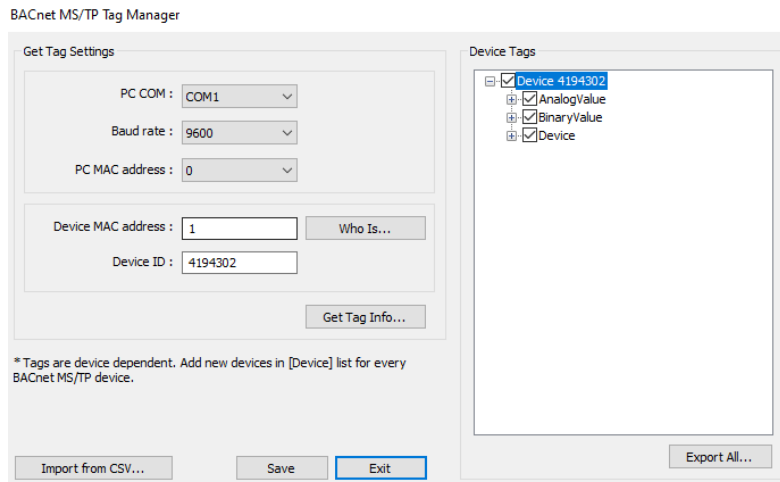 BACnet MS/TP Tag Manager
Get Tag Settings
PC COM :
COM1
Baud rate :
9600
PC MAC address :
0
Device MAC address :
1
Who Is...
Device ID :
4194302
Get Tag Info...
* Tags are device dependent. Add new devices in [Device] list for every
BACnet MS/TP device.
Import from CSV...
Save
Exit
Device Tags
Device 4194302
AnalogValue
BinaryValue
Device
Export All...